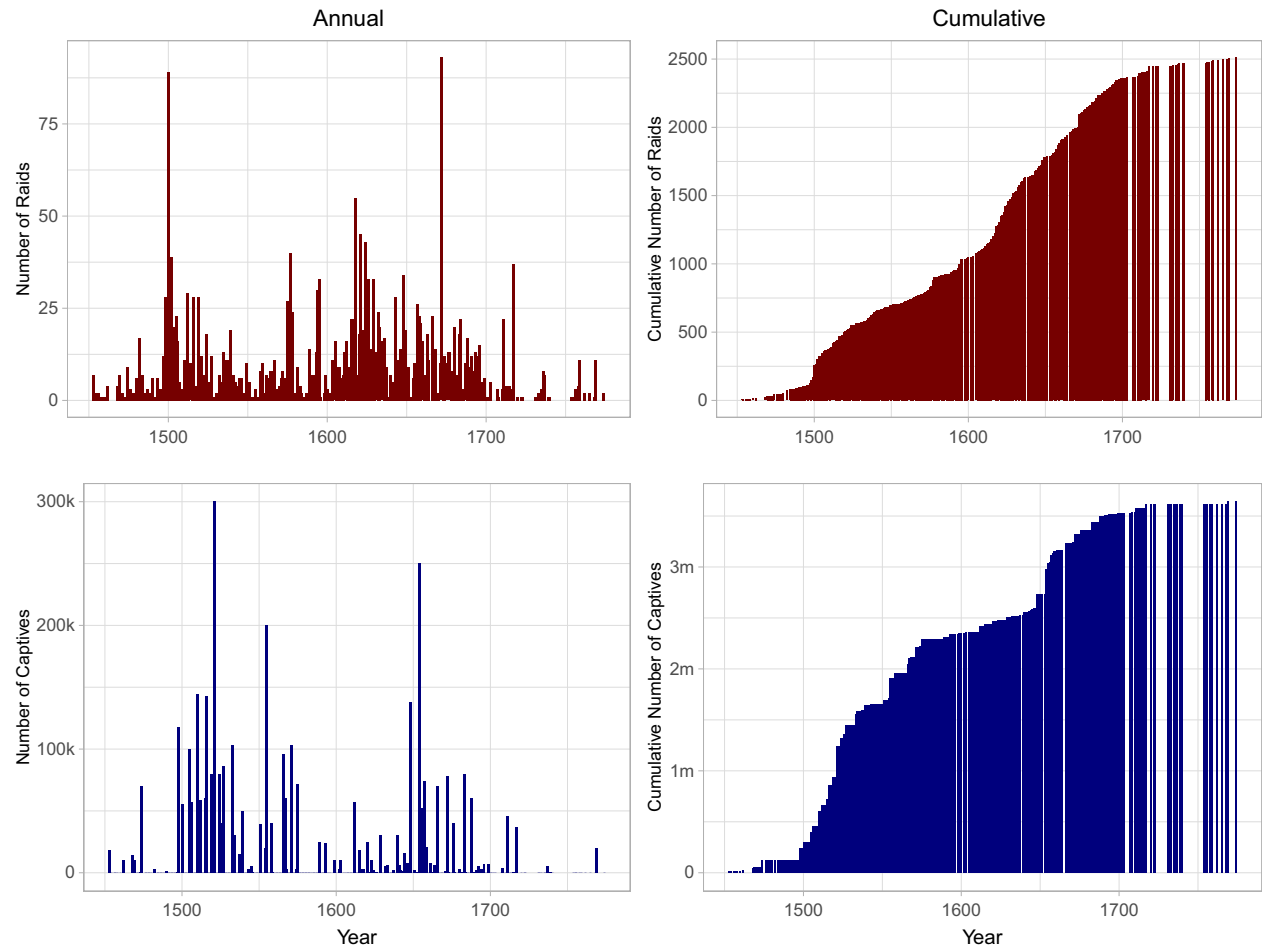 Annual
Cumulative
Number of Raids
75
50
25
0
1500
1600
1700
Cumulative Number of Raids
2500
2000
1500
1000
500
0
1500
1600
1700
Number of Captives
300k
200k
100k
0
1500
1600
1700
Year
Cumulative Number of Captives
3m
2m
1m
0
1500
1600
1700
Year